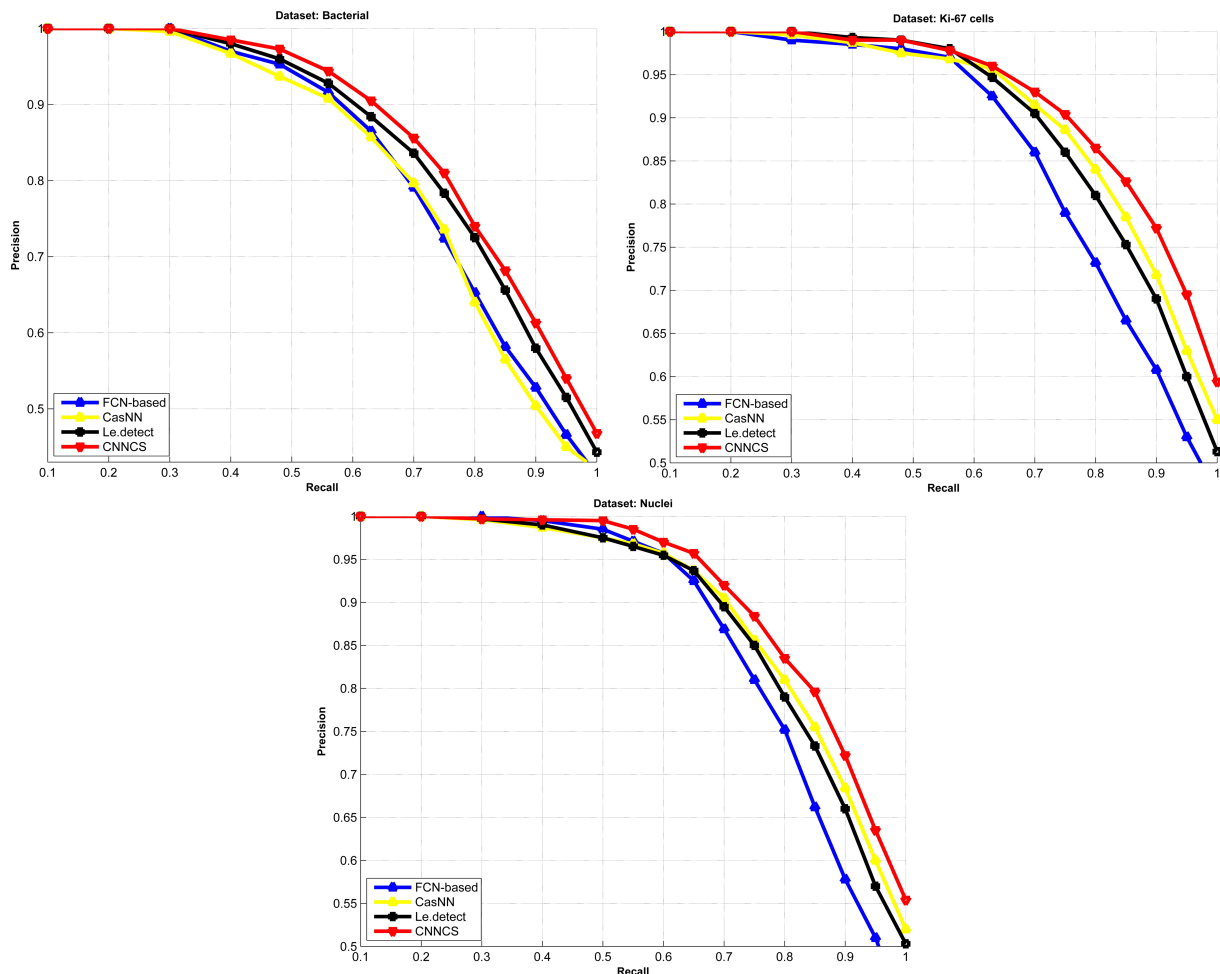 Dataset: Bacterial
1
0.9
0.8
0.7
0.6
0.5
Precision
0.1 0.2 0.3 0.4 0.5 0.6 0.7 0.8 0.9 1
Recall
FCN-based
CasNN
Le.detect
CNNCS
Dataset: Ki-67 cells
1
0.95
0.9
0.85
0.8
0.75
0.7
0.65
0.6
0.55
0.5
Precision
0.1 0.2 0.3 0.4 0.5 0.6 0.7 0.8 0.9 1
Recall
FCN-based
CasNN
Le.detect
CNNCS
Dataset: Nuclei
1
0.95
0.9
0.85
0.8
0.75
0.7
0.65
0.6
0.55
0.5
Precision
0.1 0.2 0.3 0.4 0.5 0.6 0.7 0.8 0.9 1
Recall
FCN-based
CasNN
Le.detect
CNNCS